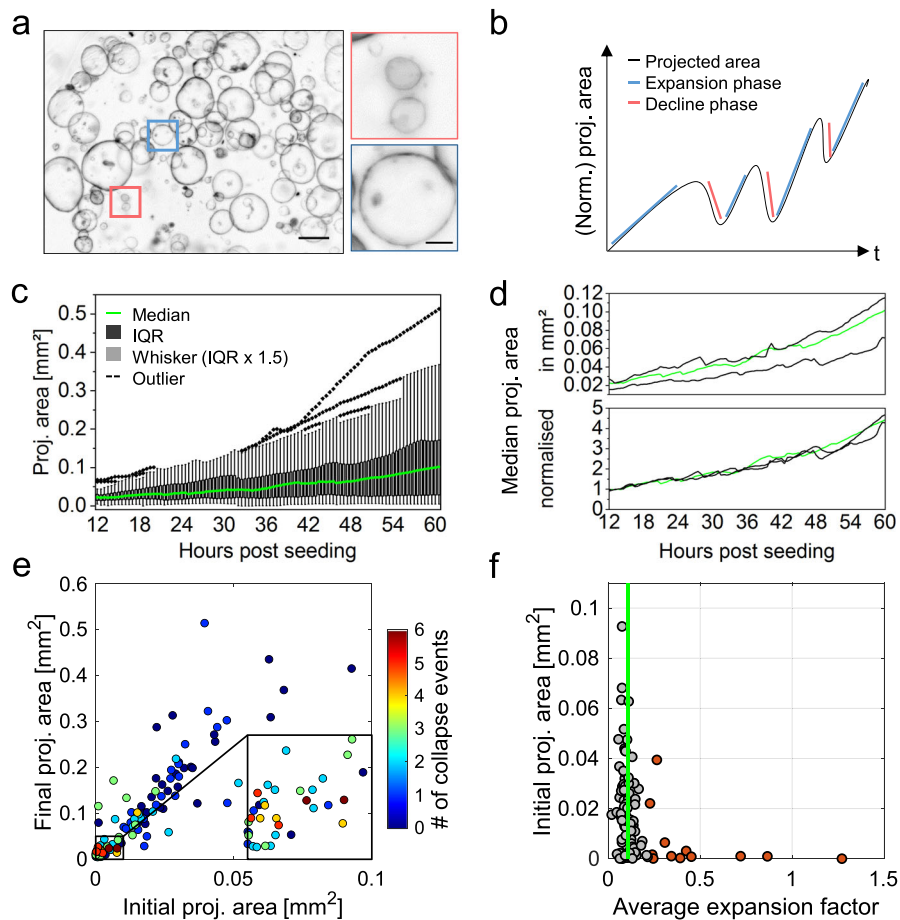 a
b
(Norm.) proj. area
Projected area
Expansion phase
Decline phase
t
c
Proj. area [mm²]
0.5
0.4
0.3
0.2
0.1
0.0
Median
IQR
Whisker (IQR x 1.5)
Outlier
12 18 24 30 36 42 48 54 60
Hours post seeding
d
Median proj. area
normalised in mm²
0.12
0.10
0.08
0.06
0.04
0.02
5
4
3
2
1
0
12 18 24 30 36 42 48 54 60
Hours post seeding
e
Final proj. area [mm²]
0.6
0.5
0.4
0.3
0.2
0.1
0
0 0.05 0.1
Initial proj. area [mm²]
6
5
4
3
2
1
0
# of collapse events
f
Initial proj. area [mm²]
0.1
0.08
0.06
0.04
0.02
0
0 0.5 1 1.5
Average expansion factor